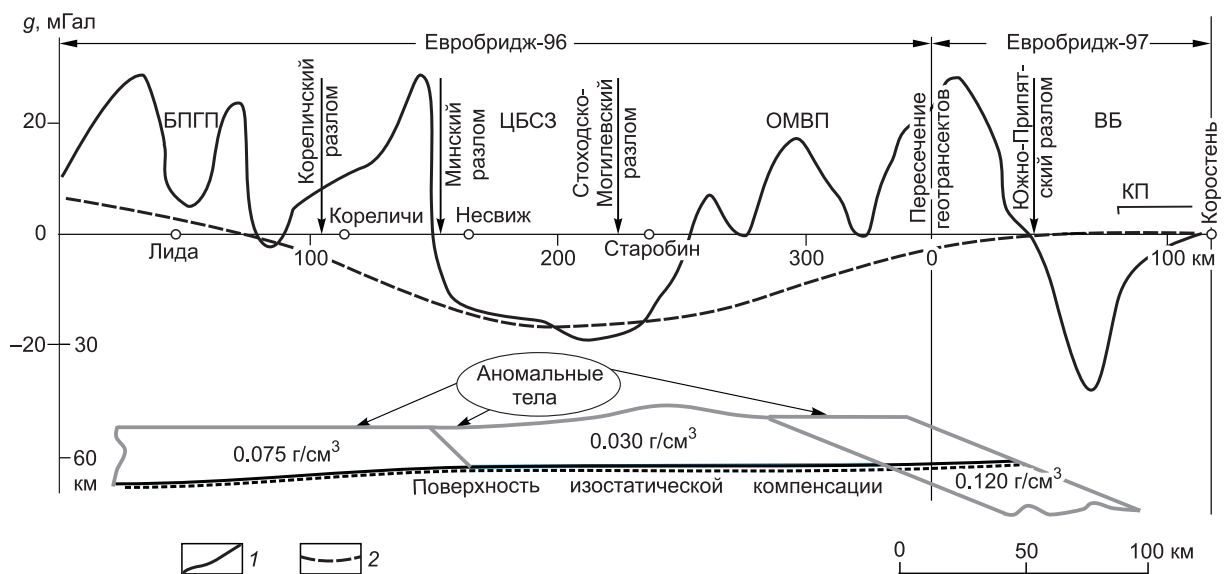 g, мГал
Евробридж-96
Евробридж-97
20
БПГП
Кореличский
разлом
Минский
разлом
ЦБСЗ
Стоходско-
Могилевский
разлом
ОМВП
Пересечение
геотрансектов
Южно-Припят-
ский разлом
ВБ
КП
Коростень
0
Лида
100
Кореличи
Несвиж
200
Старобин
300
0
100 км
–20
30
Аномальные
тела
0.075 г/см³
0.030 г/см³
60
км
Поверхность изостатической компенсации
0.120 г/см³
1
2
0 50 100 км